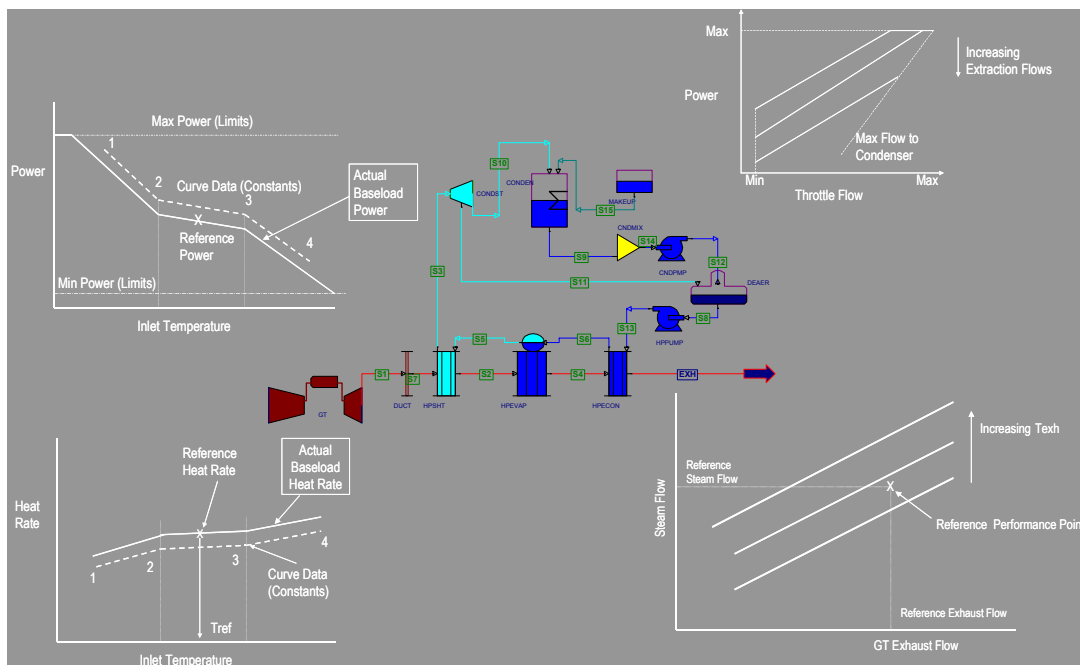 Max Power (Limits)
1
Power
2
Curve Data (Constants)
3
Actual
Baseload
Power
X
Reference
Power
4
Min Power (Limits)
Inlet Temperature
Max
Increasing
Extraction Flows
Power
Max Flow to
Condenser
Min
Max
Throttle Flow
S10
CONDST
CONDEN
MAKEUP
S15
CNDMIX
S14
S9
CNDPMP
S12
S3
S11
DEAER
S13
HPPUMP
S8
S5
S6
S1
S7
S2
S4
EXH
GT
DUCT
HPSHT
HPEVAP
HPECON
Reference
Heat Rate
Actual
Baseload
Heat Rate
Heat
Rate
X
1
2
3
4
Curve Data
(Constants)
Tref
Inlet Temperature
Increasing Texh
Reference
Steam Flow
X
Steam Flow
Reference Performance Poin
Reference Exhaust Flow
GT Exhaust Flow